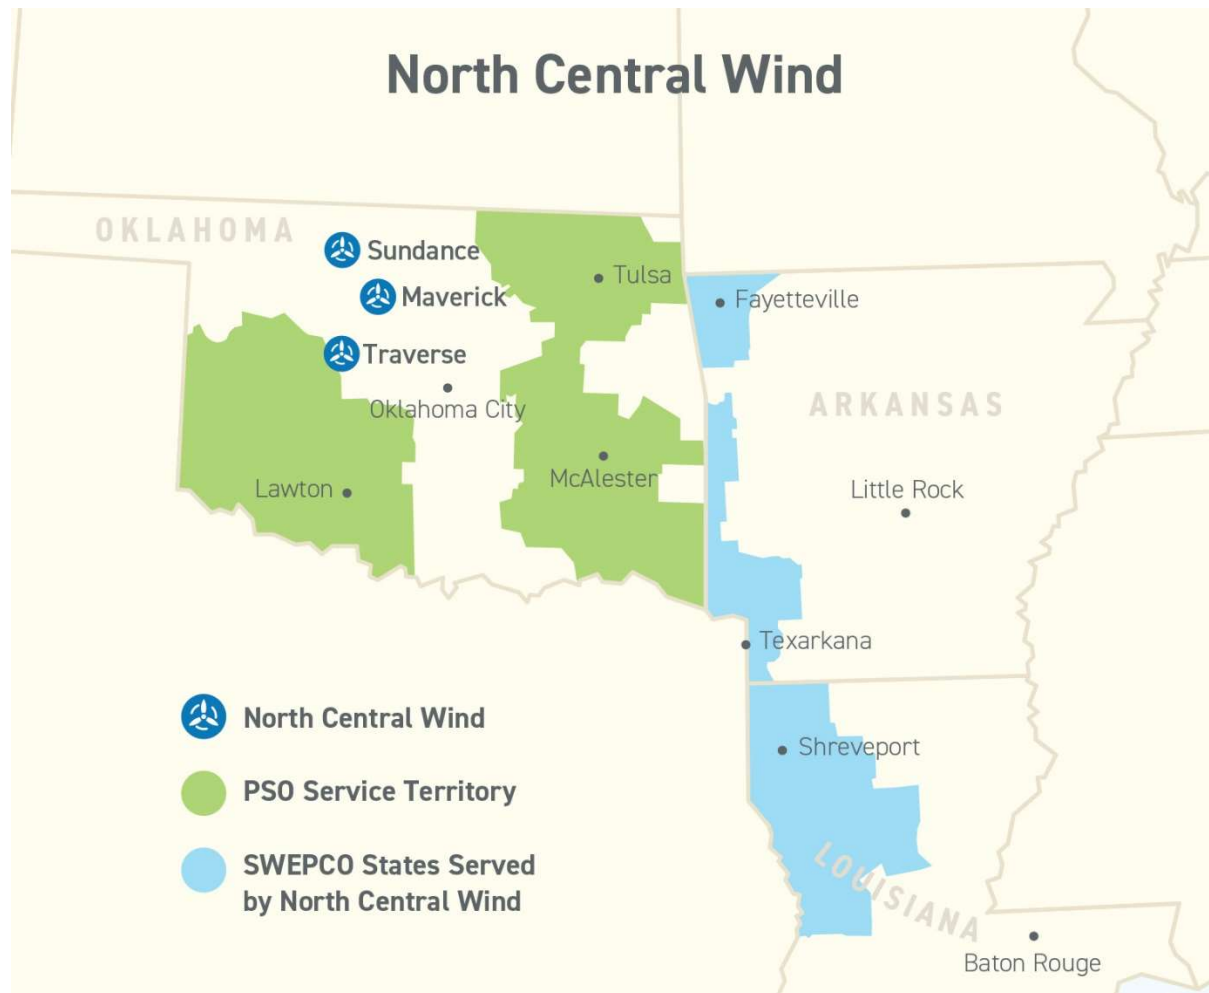 North Central Wind
OKLAHOMA
Sundance
Tulsa
Maverick
Fayetteville
Traverse
Oklahoma City
ARKANSAS
McAlester
Lawton
Little Rock
Texarkana
North Central Wind
Shreveport
PSO Service Territory
SWEPCO States Served
by North Central Wind
LOUISIANA
Baton Rouge